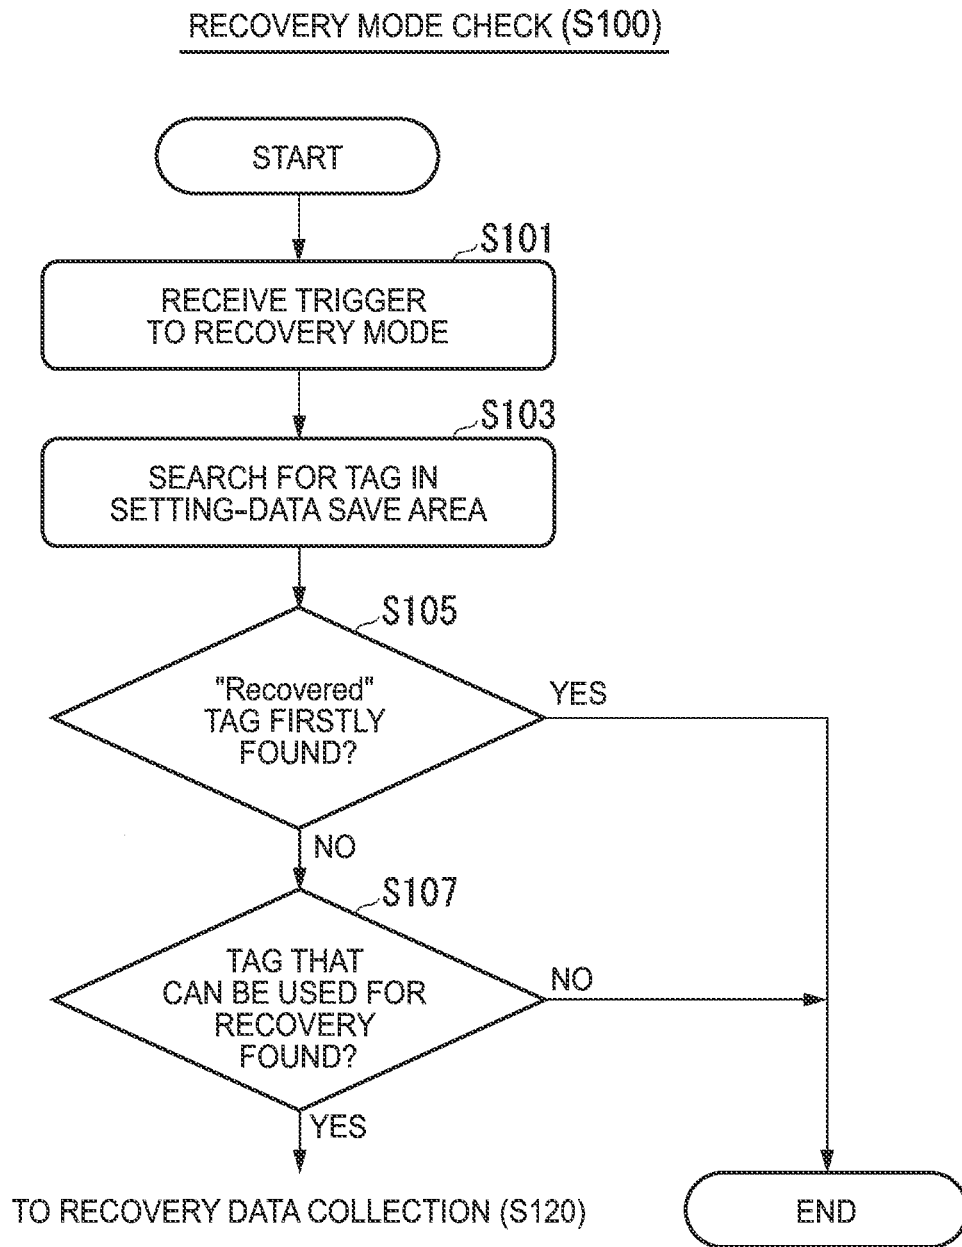 RECOVERY MODE CHECK (S100)
START
S101
RECEIVE TRIGGER
TO RECOVERY MODE
S103
SEARCH FOR TAG IN
SETTING-DATA SAVE AREA
S105
"Recovered"
TAG FIRSTLY
FOUND?
YES
NO
S107
TAG THAT
CAN BE USED FOR
RECOVERY
FOUND?
NO
YES
TO RECOVERY DATA COLLECTION (S120)
END